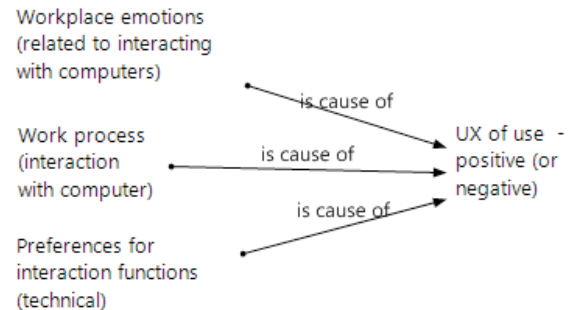 Workplace emotions
(related to interacting
with computers)
is cause of
Work process
(interaction
with computer)
is cause of
UX of use -
positive (or
negative)
is cause of
Preferences for
interaction functions
(technical)